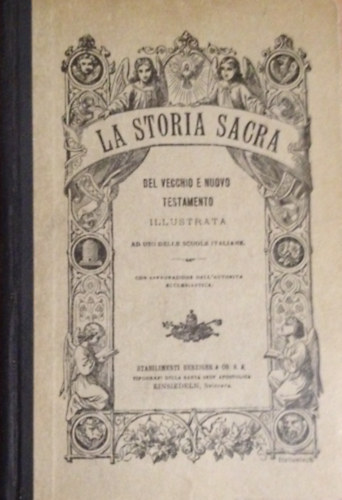 LA STORIA SACRA
DEL VECCHIO E NUOVO
TESTAMENTO
ILLUSTRATA
AD USO DELLE SCUOLE ITALIANE.
CON APPROVAZIONE DELL'AUTORITÀ
ECCLESIASTICA.
STABILIMENTI BENZIGER & CO. S. A.
TIPOGRAFI DELLA SANTA SEDE APOSTOLICA
EINSIEDELN, Svizzera.